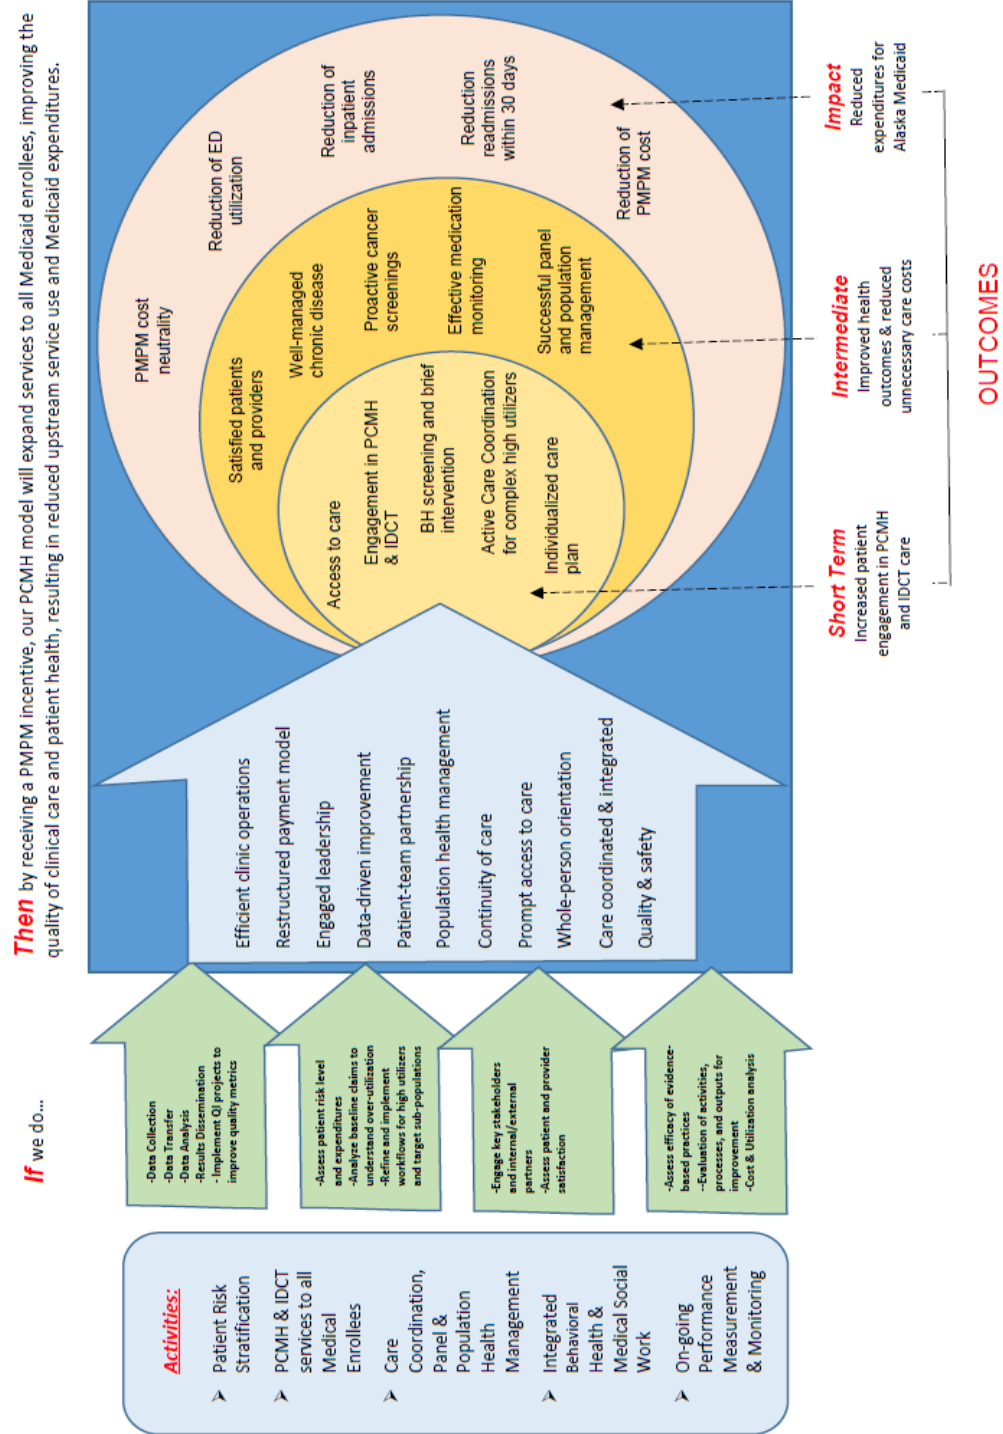 If we do...
Then by receiving a PMPM incentive, our PCMH model will expand services to all Medicaid enrollees, improving the
quality of clinical care and patient health, resulting in reduced upstream service use and Medicaid expenditures.
Activities:
➢ Patient Risk
Stratification
➢ PCMH & IDCT
services to all
Medical
Enrollees
➢ Care
Coordination,
Panel &
Population
Health
Management
➢ Integrated
Behavioral
Health &
Medical Social
Work
➢ On-going
Performance
Measurement
& Monitoring
-Data Collection
-Data Transfer
-Data Analysis
-Results Dissemination
- Implement QI projects to
improve quality metrics
-Assess patient risk level
and expenditures
-Analyze baseline claims to
understand over-utilization
-Refine and implement
workflows for high utilizers
and target sub-populations
-Engage key stakeholders
and internal/external
partners
-Assess patient and provider
satisfaction
-Assess efficacy of evidence-
based practices
--Evaluation of activities,
processes, and outputs for
improvement
-Cost & Utilization analysis
Efficient clinic operations
Restructured payment model
Engaged leadership
Data-driven improvement
Patient-team partnership
Population health management
Continuity of care
Prompt access to care
Whole-person orientation
Care coordinated & integrated
Quality & safety
Access to care
Engagement in PCMH
& IDCT
BH screening and brief
intervention
Active Care Coordination
for complex high utilizers
Individualized care
plan
Satisfied patients
and providers
Well-managed
chronic disease
Proactive cancer
screenings
Effective medication
monitoring
Successful panel
and population
management
PMPM cost
neutrality
Reduction of ED
utilization
Reduction of
inpatient
admissions
Reduction
readmissions
within 30 days
Reduction of
PMPM cost
Short Term
Increased patient
engagement in PCMH
and IDCT care
Intermediate
Improved health
outcomes & reduced
unnecessary care costs
Impact
Reduced
expenditures for
Alaska Medicaid
OUTCOMES